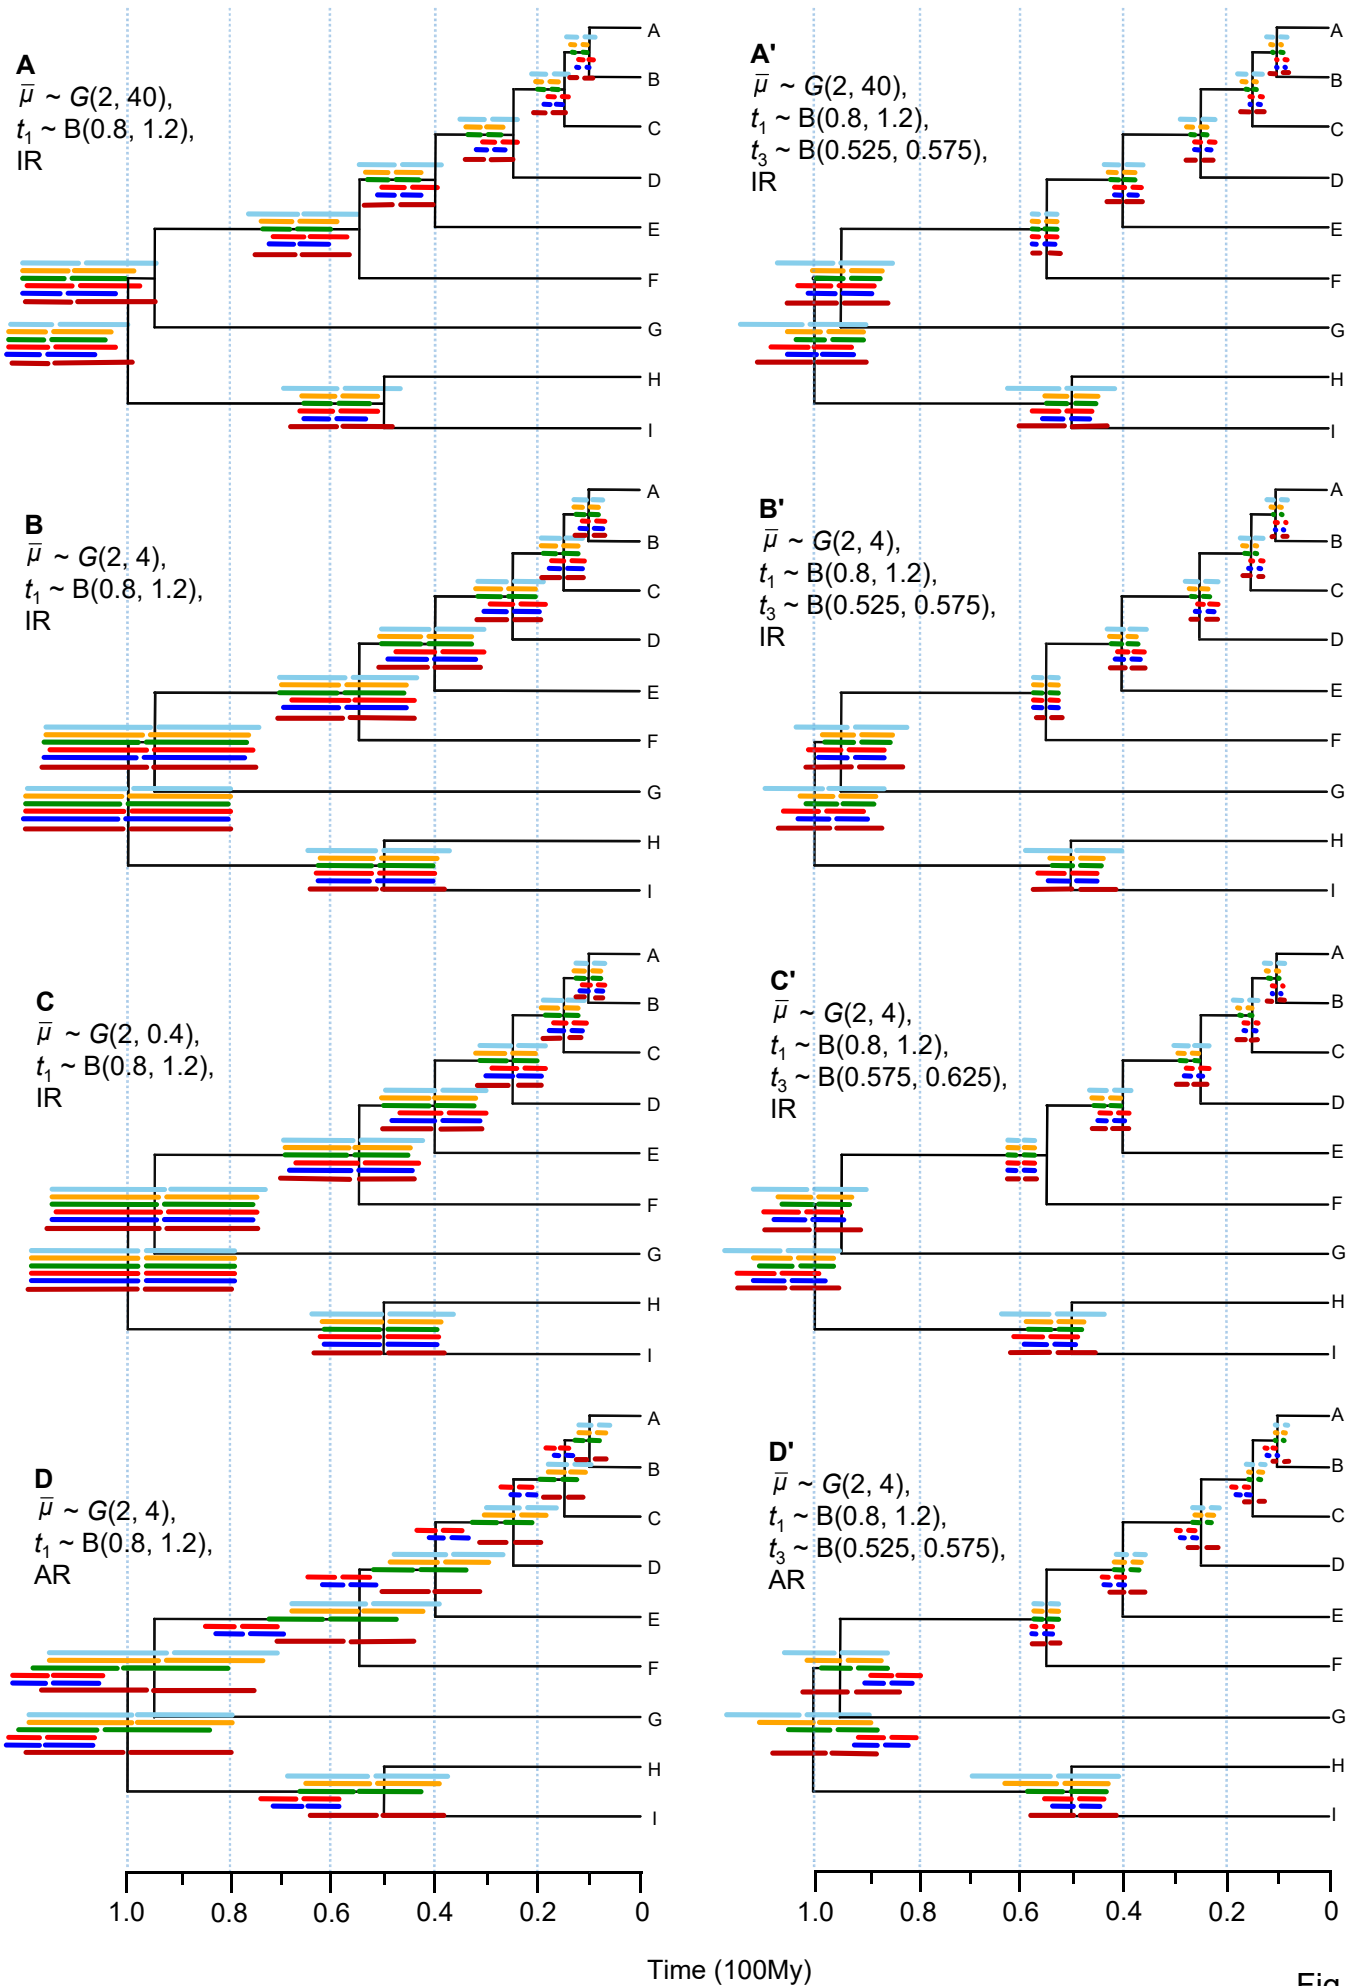 A
μ̄ ~ G(2, 40),
t₁ ~ B(0.8, 1.2),
IR
A
B
C
D
E
F
G
H
I
A'
μ̄ ~ G(2, 40),
t₁ ~ B(0.8, 1.2),
t₃ ~ B(0.525, 0.575),
IR
A
B
C
D
E
F
G
H
I
B
μ̄ ~ G(2, 4),
t₁ ~ B(0.8, 1.2),
IR
A
B
C
D
E
F
G
H
I
B'
μ̄ ~ G(2, 4),
t₁ ~ B(0.8, 1.2),
t₃ ~ B(0.525, 0.575),
IR
A
B
C
D
E
F
G
H
I
C
μ̄ ~ G(2, 0.4),
t₁ ~ B(0.8, 1.2),
IR
A
B
C
D
E
F
G
H
I
C'
μ̄ ~ G(2, 4),
t₁ ~ B(0.8, 1.2),
t₃ ~ B(0.575, 0.625),
IR
A
B
C
D
E
F
G
H
I
D
μ̄ ~ G(2, 4),
t₁ ~ B(0.8, 1.2),
AR
A
B
C
D
E
F
G
H
I
D'
μ̄ ~ G(2, 4),
t₁ ~ B(0.8, 1.2),
t₃ ~ B(0.525, 0.575),
AR
A
B
C
D
E
F
G
H
I
1.0 0.8 0.6 0.4 0.2 0
1.0 0.8 0.6 0.4 0.2 0
Time (100My)
Fig